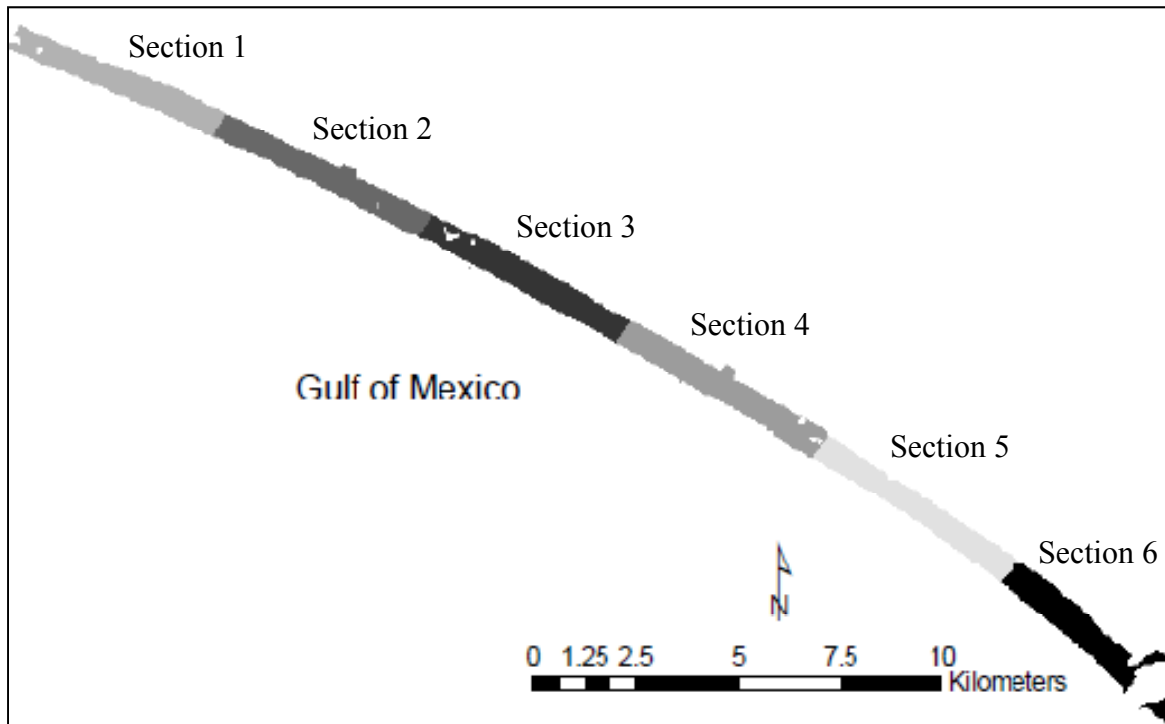 Section 1
Section 2
Section 3
Section 4
Gulf of Mexico
Section 5
Section 6
N
0 1.25 2.5 5 7.5 10
Kilometers